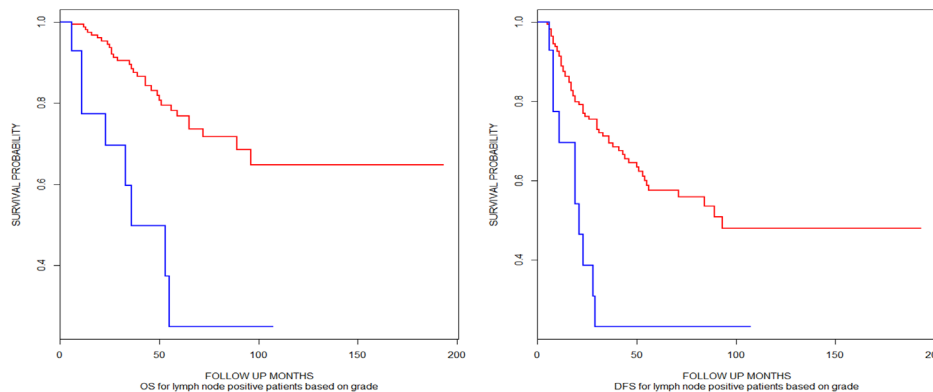 SURVIVAL PROBABILITY
1.0
0.8
0.6
0.4
0 50 100 150 200
FOLLOW UP MONTHS
OS for lymph node positive patients based on grade
SURVIVAL PROBABILITY
1.0
0.8
0.6
0.4
0 50 100 150 200
FOLLOW UP MONTHS
DFS for lymph node positive patients based on grade